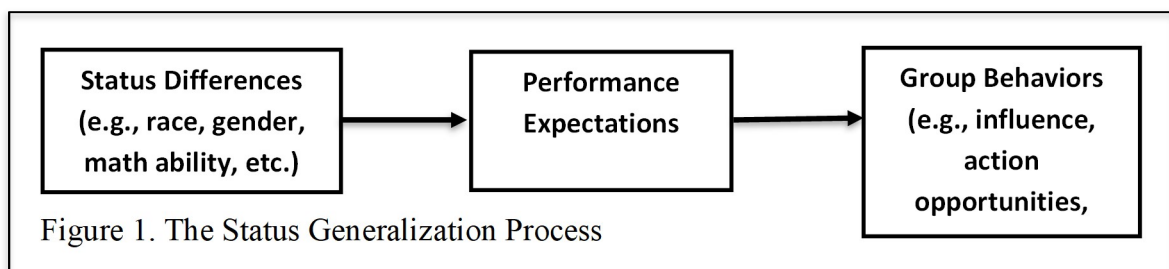 Status Differences
(e.g., race, gender,
math ability, etc.)
Performance
Expectations
Group Behaviors
(e.g., influence,
action
opportunities,
Figure 1. The Status Generalization Process